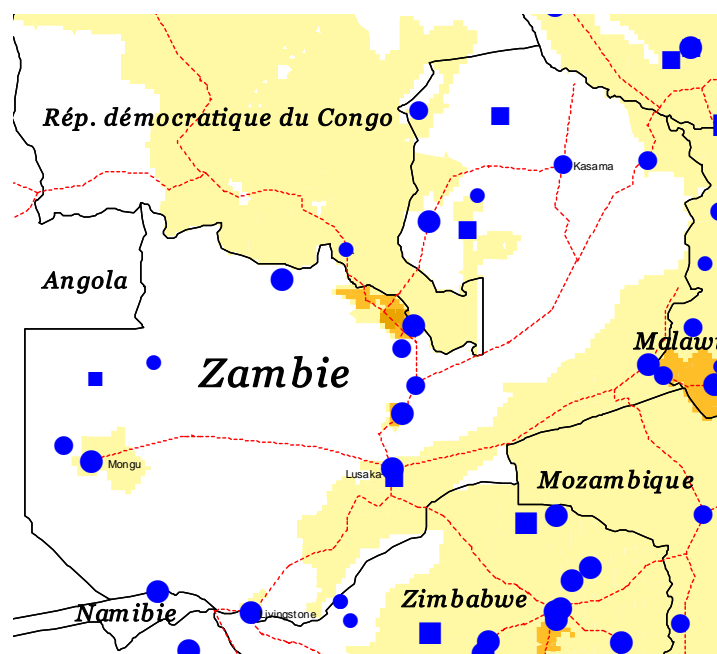 Rép. démocratique du Congo
Kasama
Angola
Malawi
Zambie
Mongu
Lusaka
Mozambique
Zimbabwe
Namibie
Livingstone